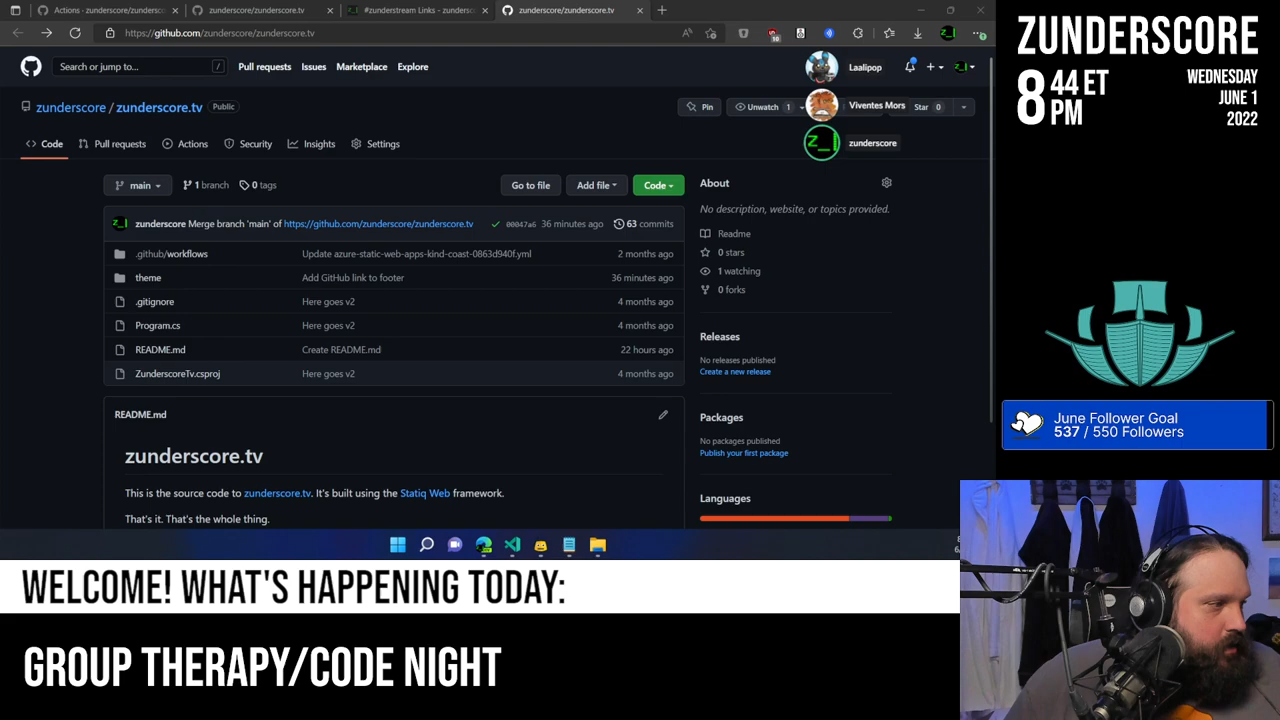 Actions · zunderscore/zundersc
zunderscore/zunderscore.tv
#zunderstream Links - zundersc
zunderscore/zunderscore.tv
https://github.com/zunderscore/zunderscore.tv
Search or jump to...
/
Pull requests
Issues
Marketplace
Explore
Laalipop
zunderscore / zunderscore.tv
Public
Pin
Unwatch
1
Viventes Mors
Star
0
Code
Pull requests
Actions
Security
Insights
Settings
zunderscore
main
1 branch
0 tags
Go to file
Add file
Code
zunderscore Merge branch 'main' of https://github.com/zunderscore/zunderscore.tv
00047a6 36 minutes ago
63 commits
.github/workflows
Update azure-static-web-apps-kind-coast-0863d940f.yml
2 months ago
theme
Add GitHub link to footer
36 minutes ago
.gitignore
Here goes v2
4 months ago
Program.cs
Here goes v2
4 months ago
README.md
Create README.md
22 hours ago
ZunderscoreTv.csproj
Here goes v2
4 months ago
README.md
zunderscore.tv
This is the source code to zunderscore.tv. It's built using the Statiq Web framework.
That's it. That's the whole thing.
About
No description, website, or topics provided.
Readme
0 stars
1 watching
0 forks
Releases
No releases published
Create a new release
Packages
No packages published
Publish your first package
Languages
ZUNDERSCORE
8 44 PM ET
WEDNESDAY
JUNE 1
2022
June Follower Goal
537 / 550 Followers
WELCOME! WHAT'S HAPPENING TODAY:
GROUP THERAPY/CODE NIGHT